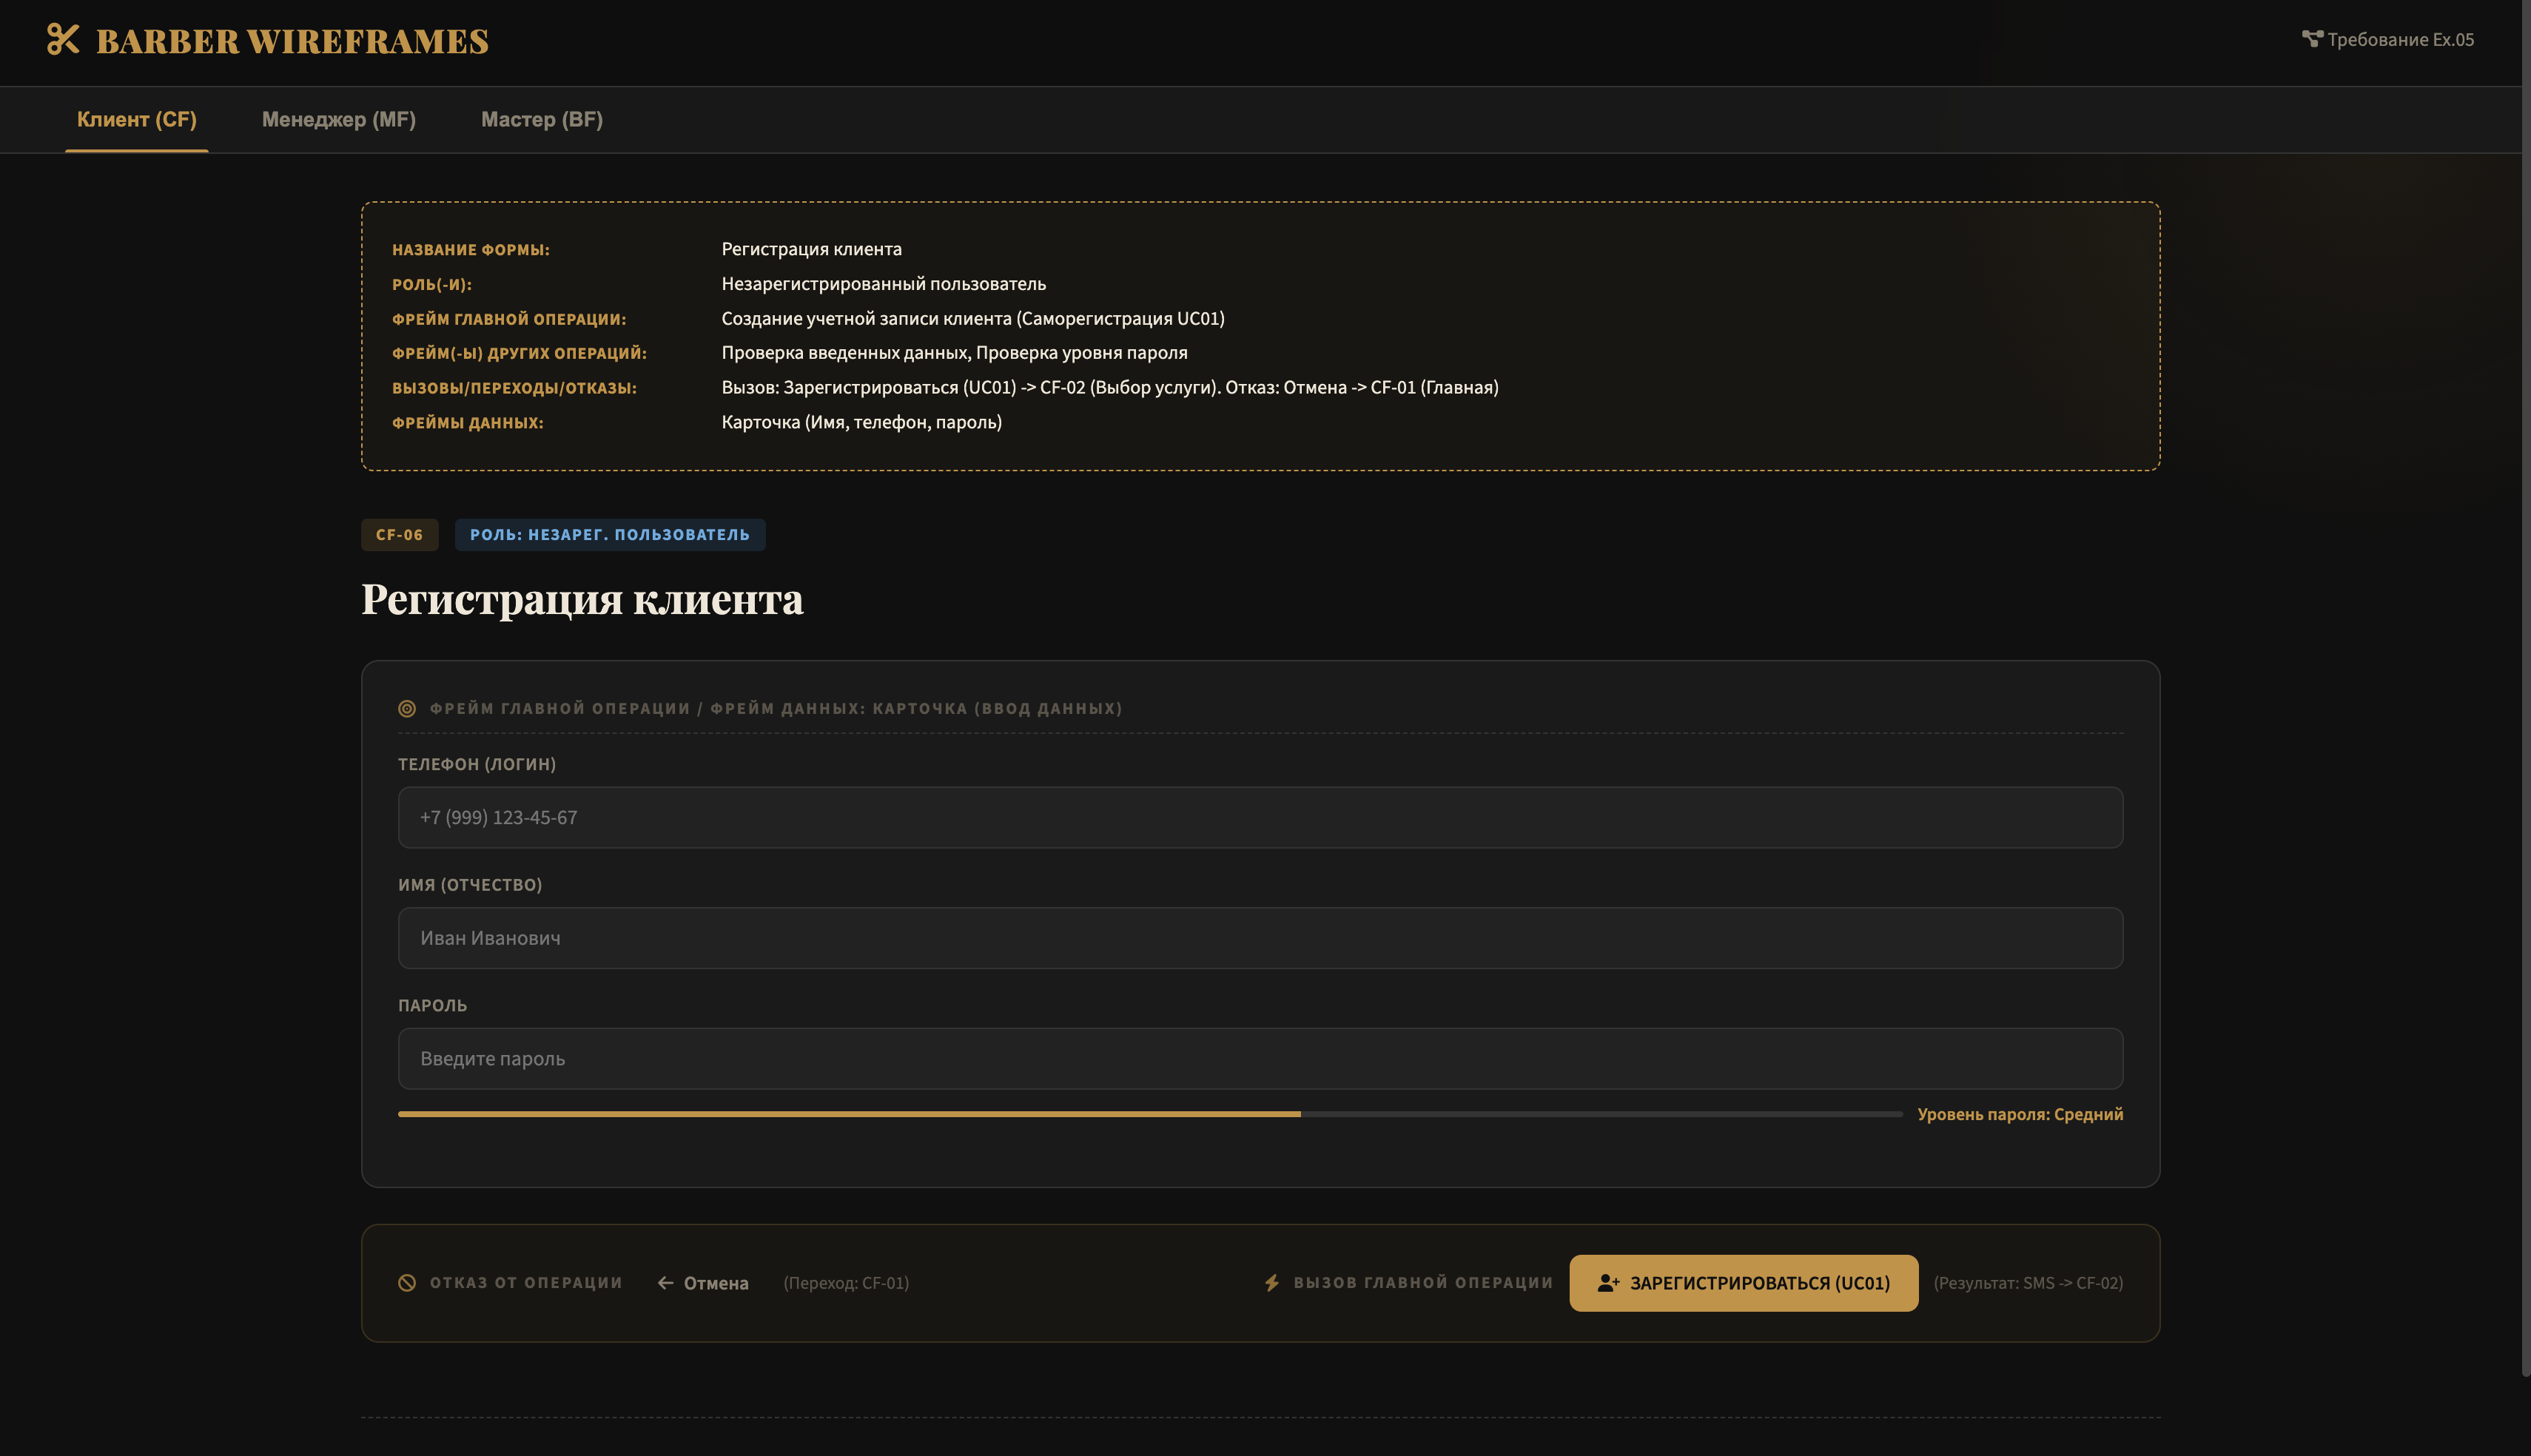 BARBER WIREFRAMES
Требование Ex.05
Клиент (CF) Менеджер (MF) Мастер (BF)
НАЗВАНИЕ ФОРМЫ: Регистрация клиента
РОЛЬ(-И): Незарегистрированный пользователь
ФРЕЙМ ГЛАВНОЙ ОПЕРАЦИИ: Создание учетной записи клиента (Саморегистрация UC01)
ФРЕЙМ(-Ы) ДРУГИХ ОПЕРАЦИЙ: Проверка введенных данных, Проверка уровня пароля
ВЫЗОВЫ/ПЕРЕХОДЫ/ОТКАЗЫ: Вызов: Зарегистрироваться (UC01) -> CF-02 (Выбор услуги). Отказ: Отмена -> CF-01 (Главная)
ФРЕЙМЫ ДАННЫХ: Карточка (Имя, телефон, пароль)
CF-06 РОЛЬ: НЕЗАРЕГ. ПОЛЬЗОВАТЕЛЬ
Регистрация клиента
ФРЕЙМ ГЛАВНОЙ ОПЕРАЦИИ / ФРЕЙМ ДАННЫХ: КАРТОЧКА (ВВОД ДАННЫХ)
ТЕЛЕФОН (ЛОГИН)
+7 (999) 123-45-67
ИМЯ (ОТЧЕСТВО)
Иван Иванович
ПАРОЛЬ
Введите пароль
Уровень пароля: Средний
ОТКАЗ ОТ ОПЕРАЦИИ ← Отмена (Переход: CF-01) ВЫЗОВ ГЛАВНОЙ ОПЕРАЦИИ ЗАРЕГИСТРИРОВАТЬСЯ (UC01) (Результат: SMS -> CF-02)